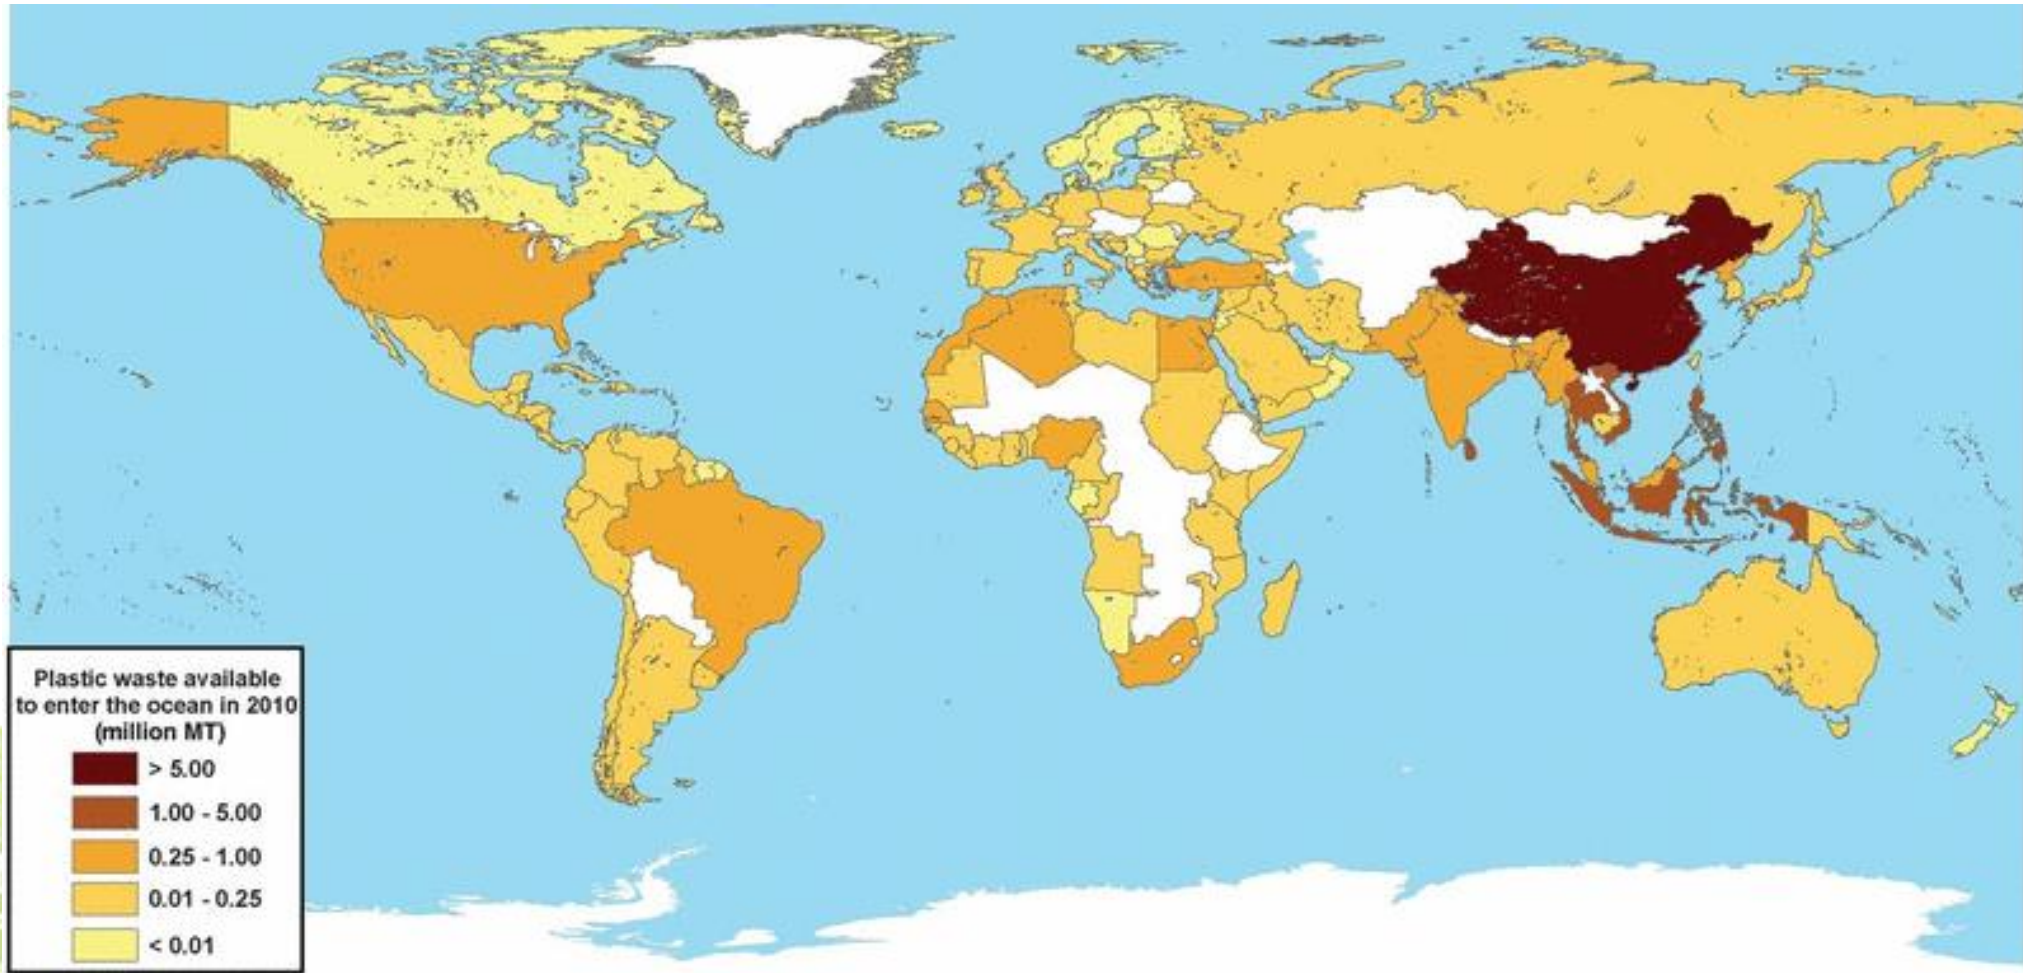 Plastic waste available
to enter the ocean in 2010
(million MT)
> 5.00
1.00 - 5.00
0.25 - 1.00
0.01 - 0.25
< 0.01